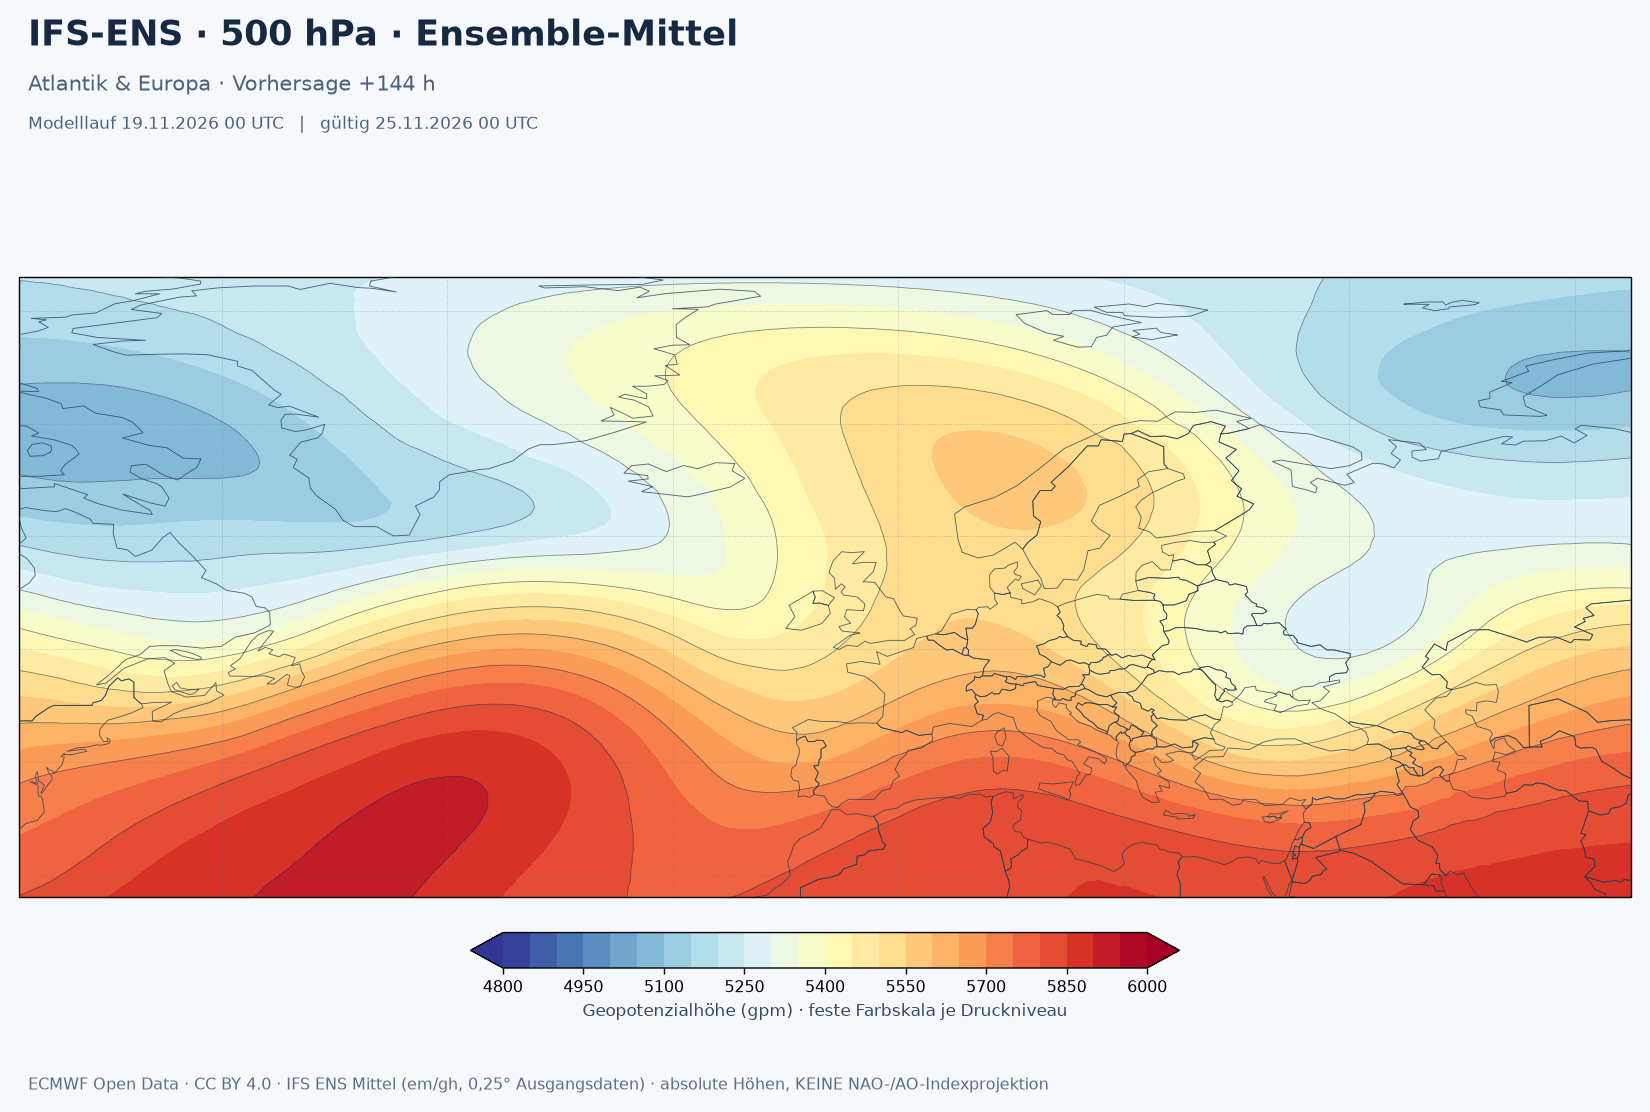 IFS-ENS · 500 hPa · Ensemble-Mittel
Atlantik & Europa · Vorhersage +144 h
Modelllauf 19.11.2026 00 UTC | gültig 25.11.2026 00 UTC
4800 4950 5100 5250 5400 5550 5700 5850 6000
Geopotenzialhöhe (gpm) · feste Farbskala je Druckniveau
ECMWF Open Data · CC BY 4.0 · IFS ENS Mittel (em/gh, 0,25° Ausgangsdaten) · absolute Höhen, KEINE NAO-/AO-Indexprojektion